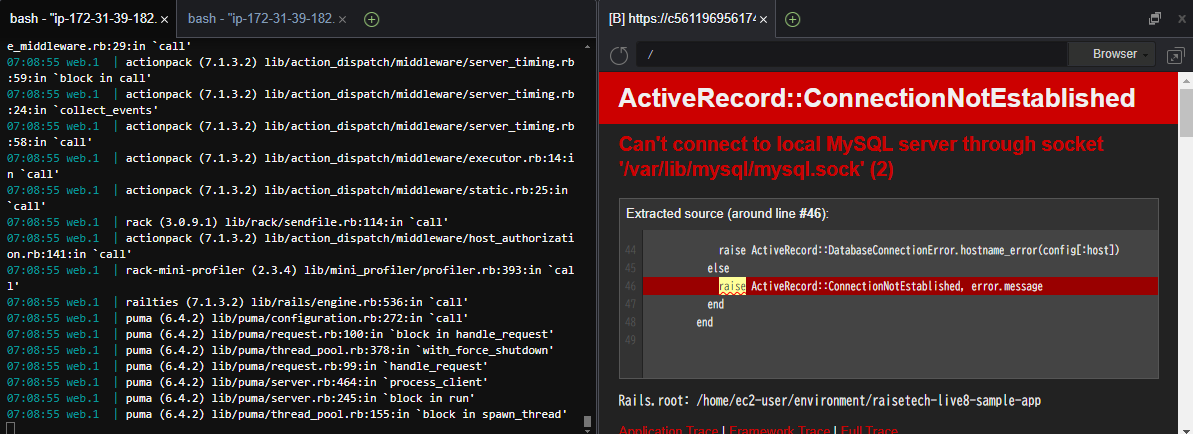 bash - "ip-172-31-39-182.
bash - "ip-172-31-39-182.
e_middleware.rb:29:in `call'
07:08:55 web.1  | actionpack (7.1.3.2) lib/action_dispatch/middleware/server_timing.rb
:59:in `block in call'
07:08:55 web.1  | actionpack (7.1.3.2) lib/action_dispatch/middleware/server_timing.rb
:24:in `collect_events'
07:08:55 web.1  | actionpack (7.1.3.2) lib/action_dispatch/middleware/server_timing.rb
:58:in `call'
07:08:55 web.1  | actionpack (7.1.3.2) lib/action_dispatch/middleware/executor.rb:14:i
n `call'
07:08:55 web.1  | actionpack (7.1.3.2) lib/action_dispatch/middleware/static.rb:25:in
`call'
07:08:55 web.1  | rack (3.0.9.1) lib/rack/sendfile.rb:114:in `call'
07:08:55 web.1  | actionpack (7.1.3.2) lib/action_dispatch/middleware/host_authorizati
on.rb:141:in `call'
07:08:55 web.1  | rack-mini-profiler (2.3.4) lib/mini_profiler/profiler.rb:393:in `cal
l'
07:08:55 web.1  | railties (7.1.3.2) lib/rails/engine.rb:536:in `call'
07:08:55 web.1  | puma (6.4.2) lib/puma/configuration.rb:272:in `call'
07:08:55 web.1  | puma (6.4.2) lib/puma/request.rb:100:in `block in handle_request'
07:08:55 web.1  | puma (6.4.2) lib/puma/thread_pool.rb:378:in `with_force_shutdown'
07:08:55 web.1  | puma (6.4.2) lib/puma/request.rb:99:in `handle_request'
07:08:55 web.1  | puma (6.4.2) lib/puma/server.rb:464:in `process_client'
07:08:55 web.1  | puma (6.4.2) lib/puma/server.rb:245:in `block in run'
07:08:55 web.1  | puma (6.4.2) lib/puma/thread_pool.rb:155:in `block in spawn_thread'
[B] https://c56119695617
/
Browser
ActiveRecord::ConnectionNotEstablished
Can't connect to local MySQL server through socket
'/var/lib/mysql/mysql.sock' (2)
Extracted source (around line #46):
44 raise ActiveRecord::DatabaseConnectionError.hostname_error(config[:host])
45 else
46 raise ActiveRecord::ConnectionNotEstablished, error.message
47 end
48 end
49
Rails.root: /home/ec2-user/environment/raisetech-live8-sample-app
Application Trace | Framework Trace | Full Trace